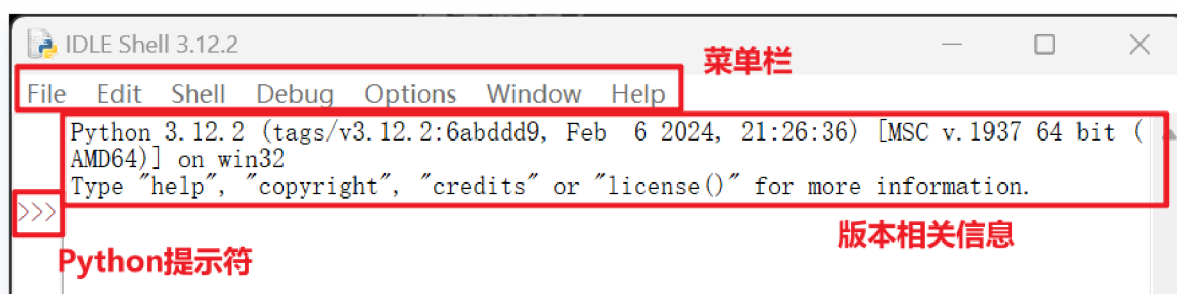 IDLE Shell 3.12.2
菜单栏
File Edit Shell Debug Options Window Help
Python 3.12.2 (tags/v3.12.2:6abddd9, Feb  6 2024, 21:26:36) [MSC v.1937 64 bit (
AMD64)] on win32
Type "help", "copyright", "credits" or "license()" for more information.
>>>
版本相关信息
Python提示符